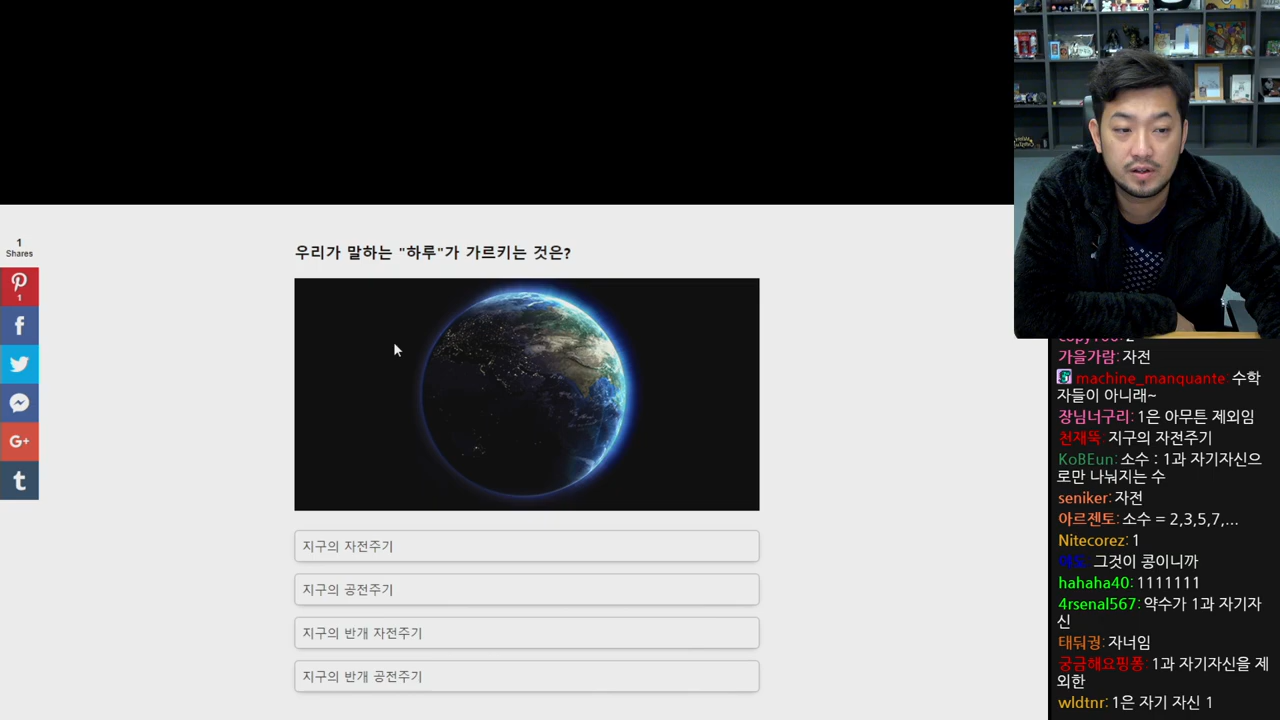 우리가 말하는 "하루"가 가르키는 것은?
1
Shares
1
지구의 자전주기
지구의 공전주기
지구의 반개 자전주기
지구의 반개 공전주기
가을가람: 자전
machine_manquante: 수학
자들이 아니래~
장님너구리: 1은 아무튼 제외임
천재뚝: 지구의 자전주기
KoBEun: 소수 : 1과 자기자신으
로만 나눠지는 수
seniker: 자전
아르젠토: 소수 = 2,3,5,7,...
Nitecorez: 1
그것이 콩이니까
hahaha40: 1111111
4rsenal567: 약수가 1과 자기자
신
태둬궝: 자너임
궁금해요핑퐁: 1과 자기자신을 제
외한
wldtnr: 1은 자기 자신 1